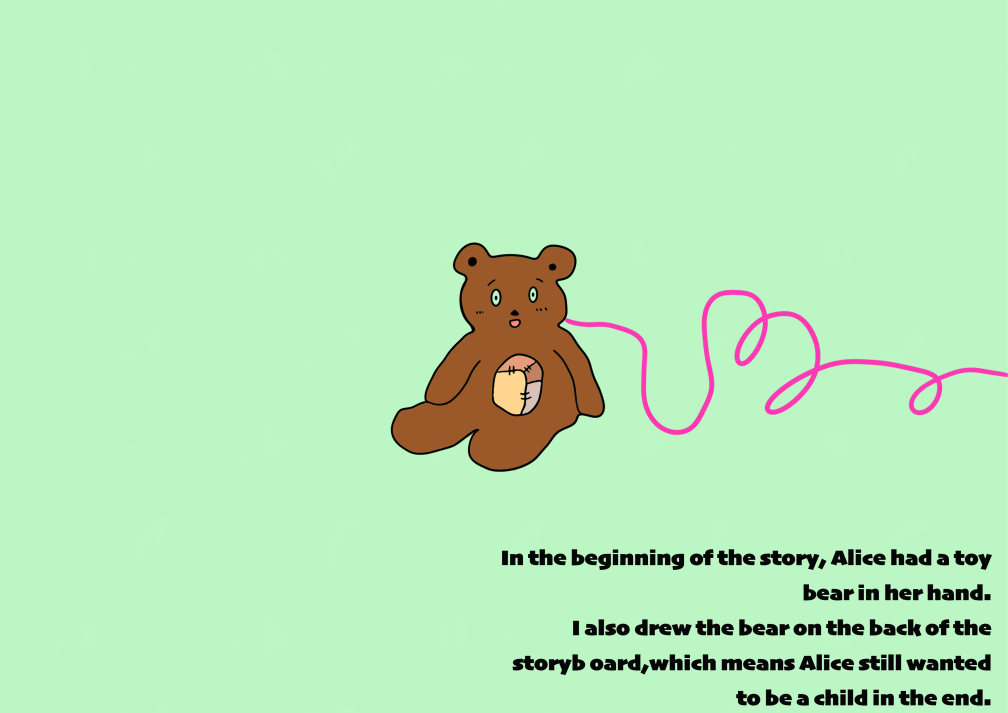 In the beginning of the story, Alice had a toy
bear in her hand.
I also drew the bear on the back of the
storyb oard,which means Alice still wanted
to be a child in the end.